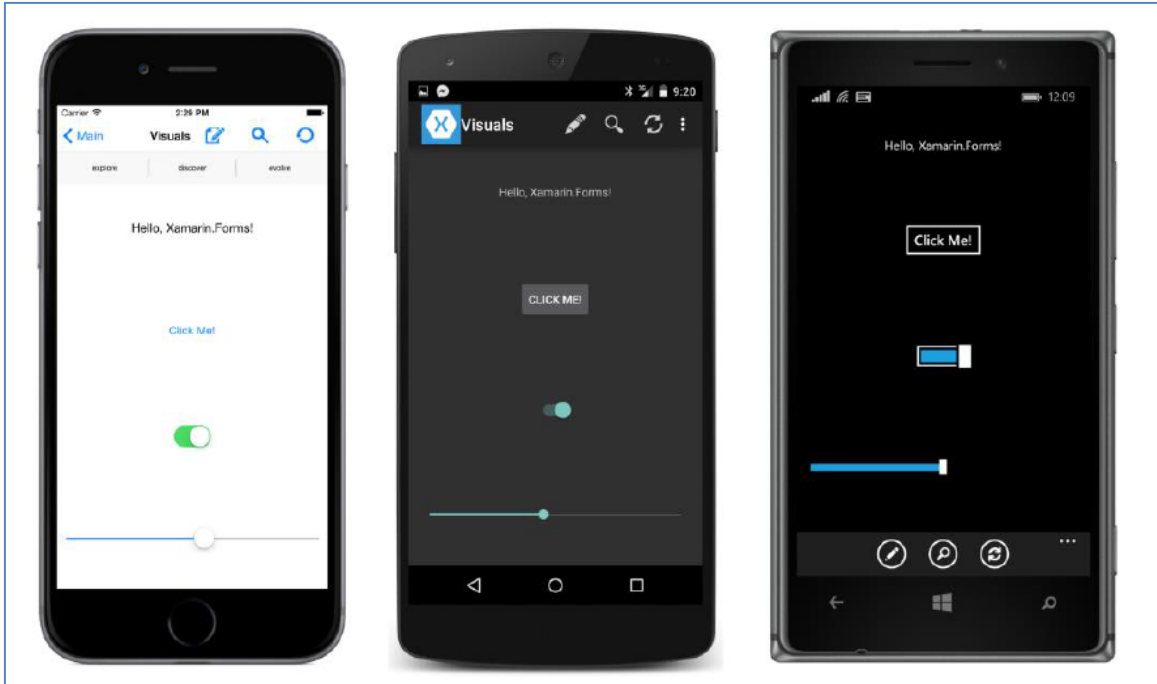 Carrier 2:29 PM
Main Visuals
explore discover evolve
Hello, Xamarin.Forms!
Click Me!
9:20
X Visuals
Hello, Xamarin.Forms!
CLICK ME!
12:09
Hello, Xamarin.Forms!
Click Me!